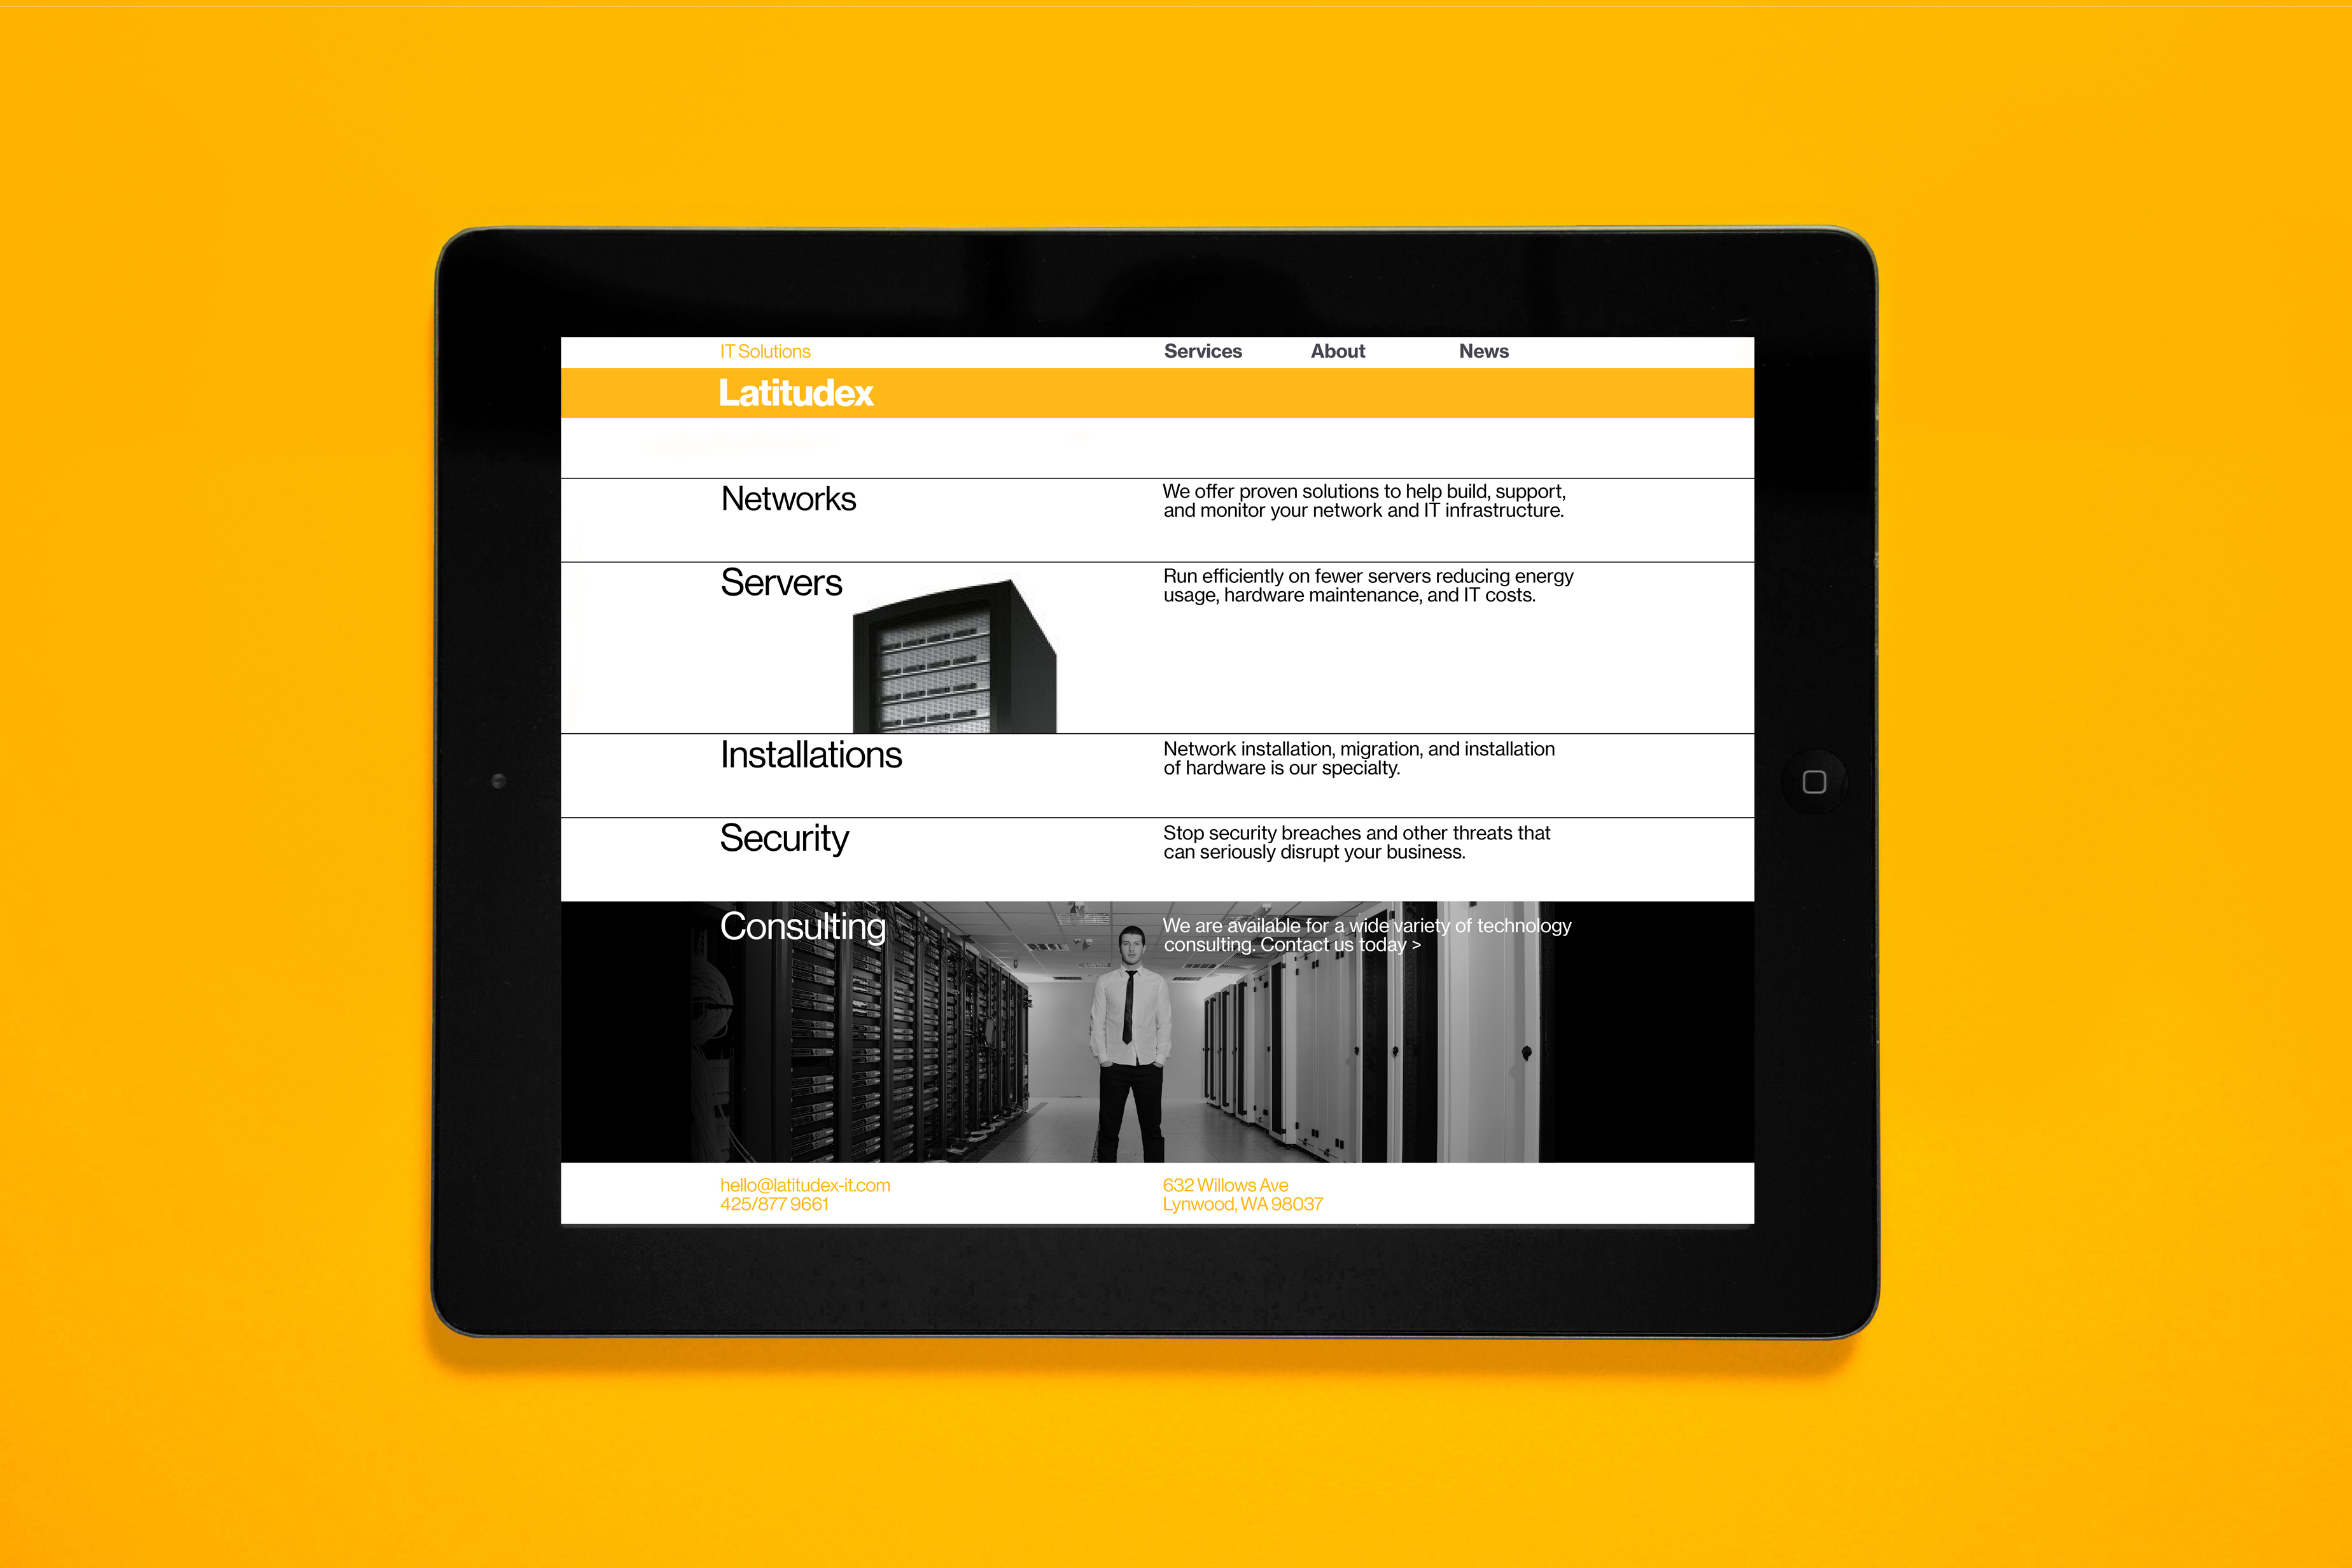 IT Solutions
Services
About
News
Latitudex
Networks
We offer proven solutions to help build, support,
and monitor your network and IT infrastructure.
Servers
Run efficiently on fewer servers reducing energy
usage, hardware maintenance, and IT costs.
Installations
Network installation, migration, and installation
of hardware is our specialty.
Security
Stop security breaches and other threats that
can seriously disrupt your business.
Consulting
We are available for a wide variety of technology
consulting. Contact us today >
hello@latitudex-it.com
425/877 9661
632 Willows Ave
Lynwood, WA 98037